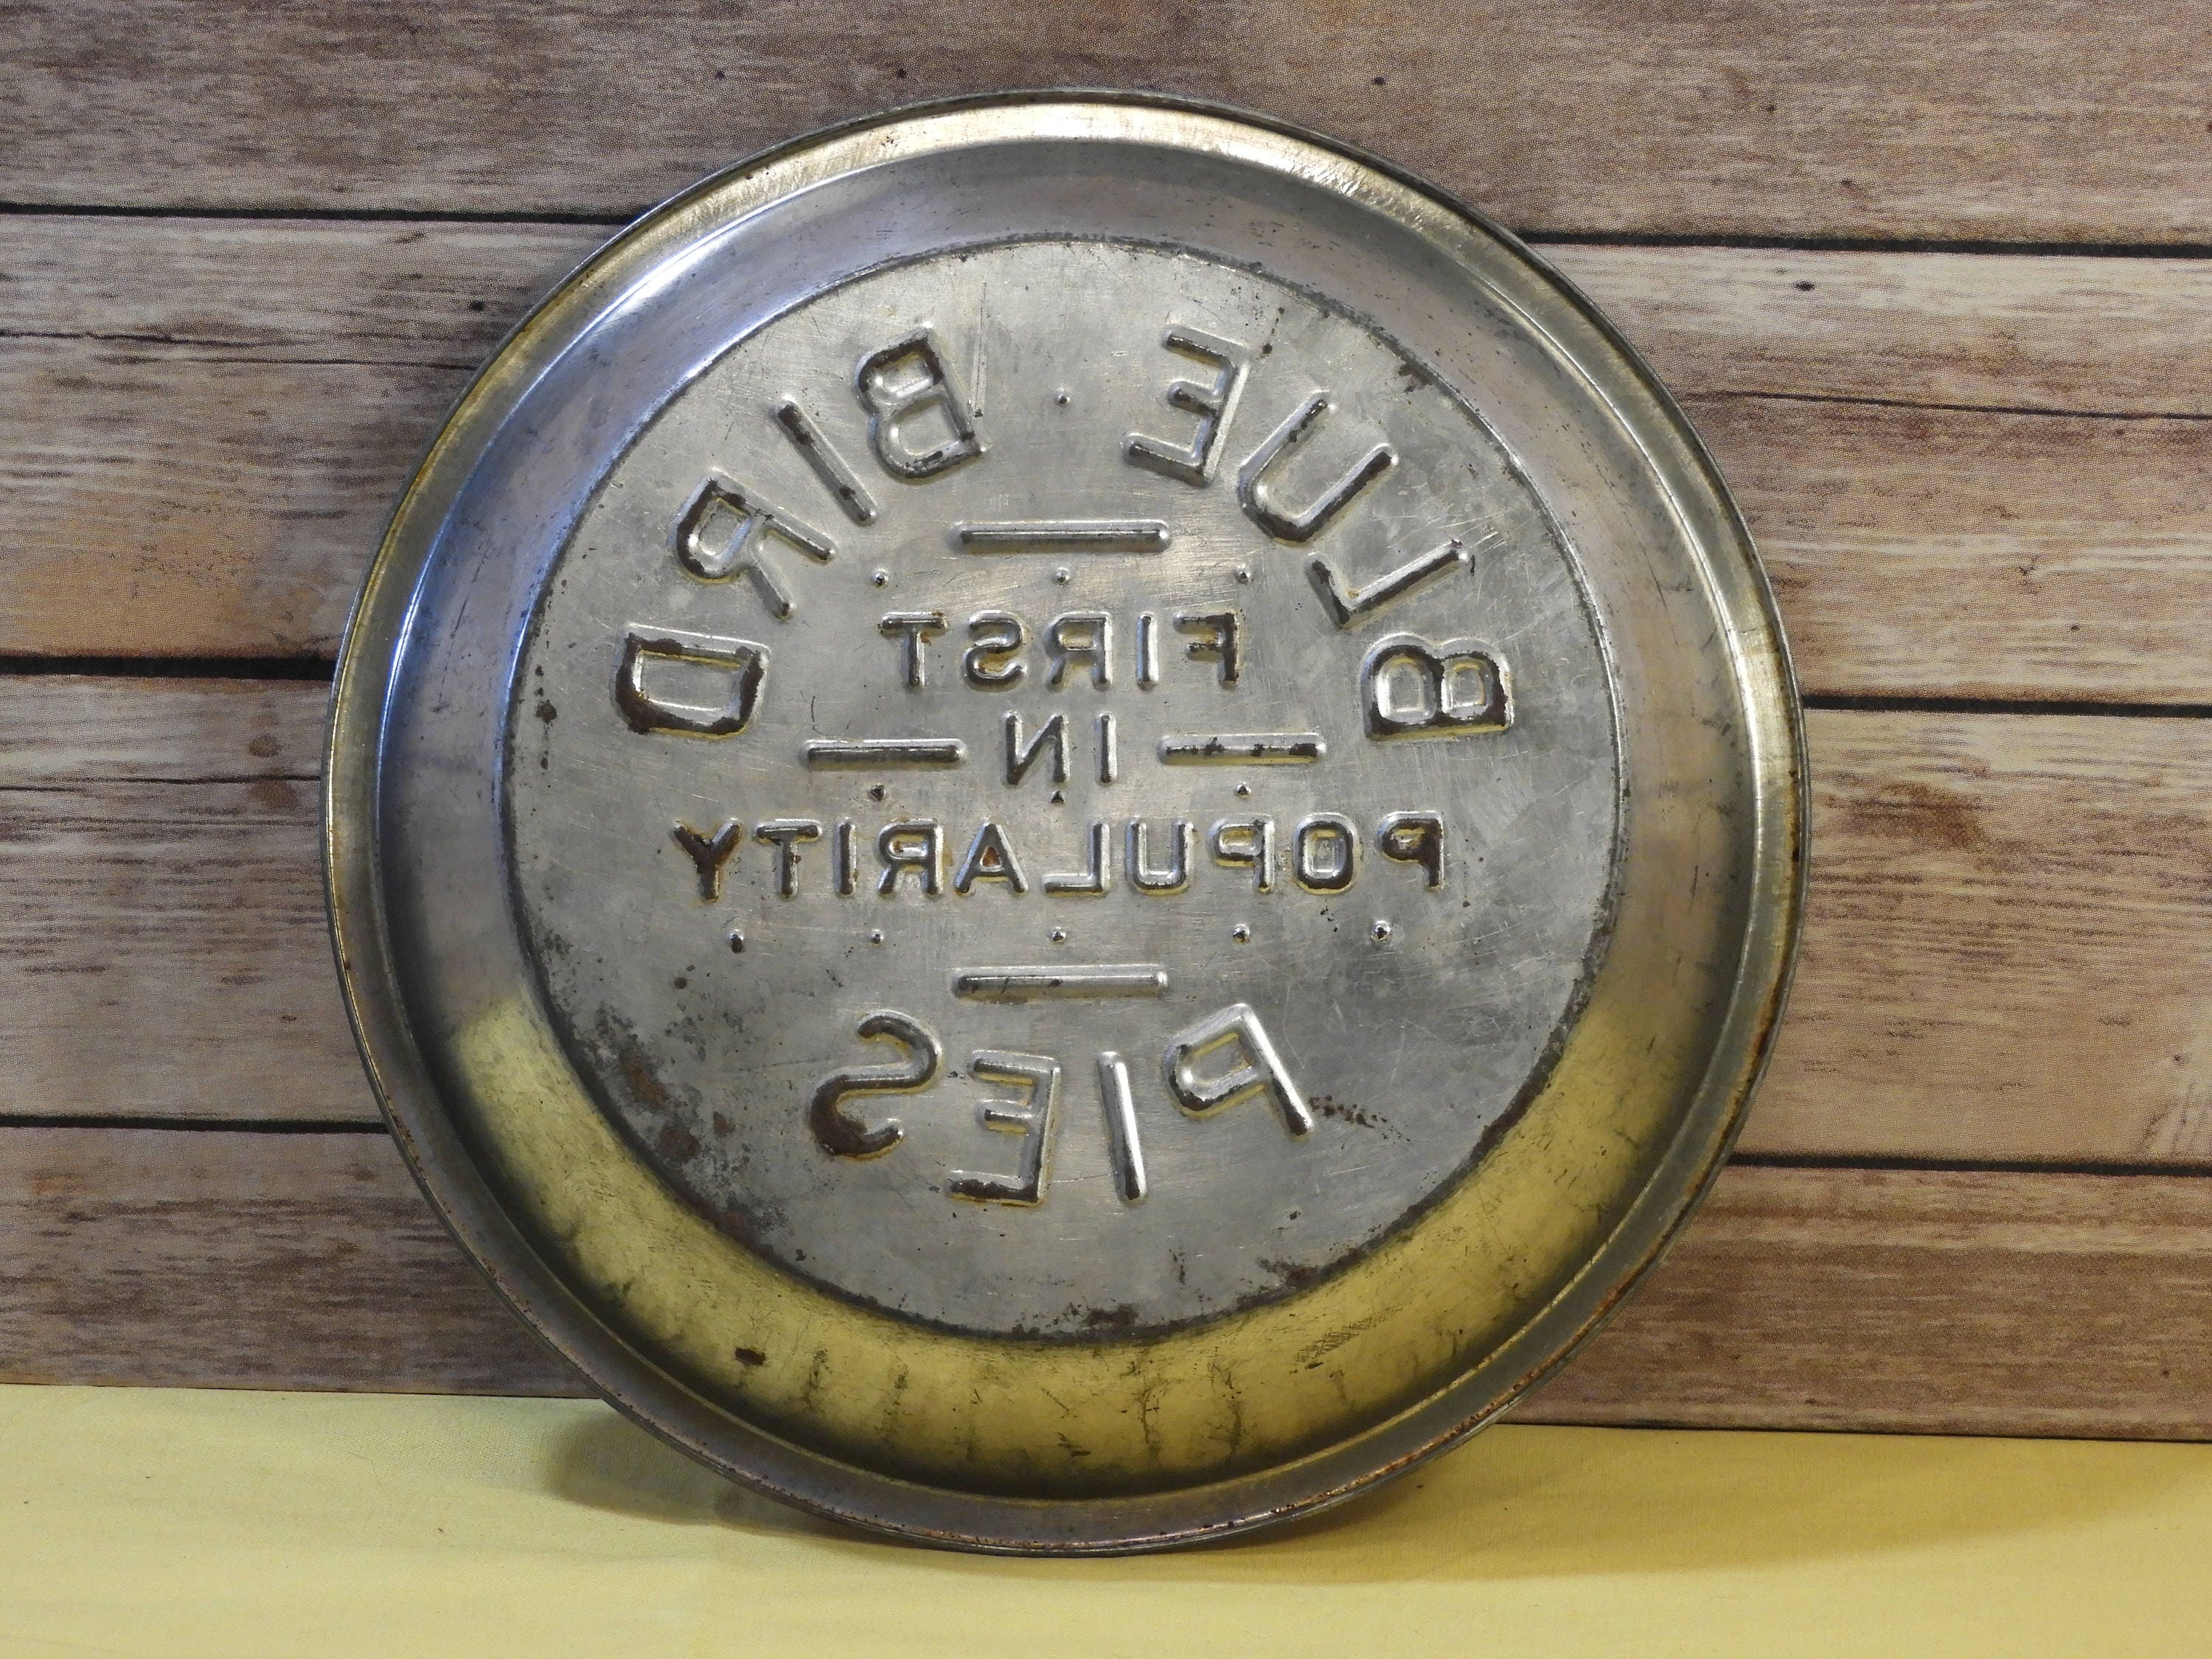 BLUE · BIRD
FIRST
IN
POPULARITY
PIES